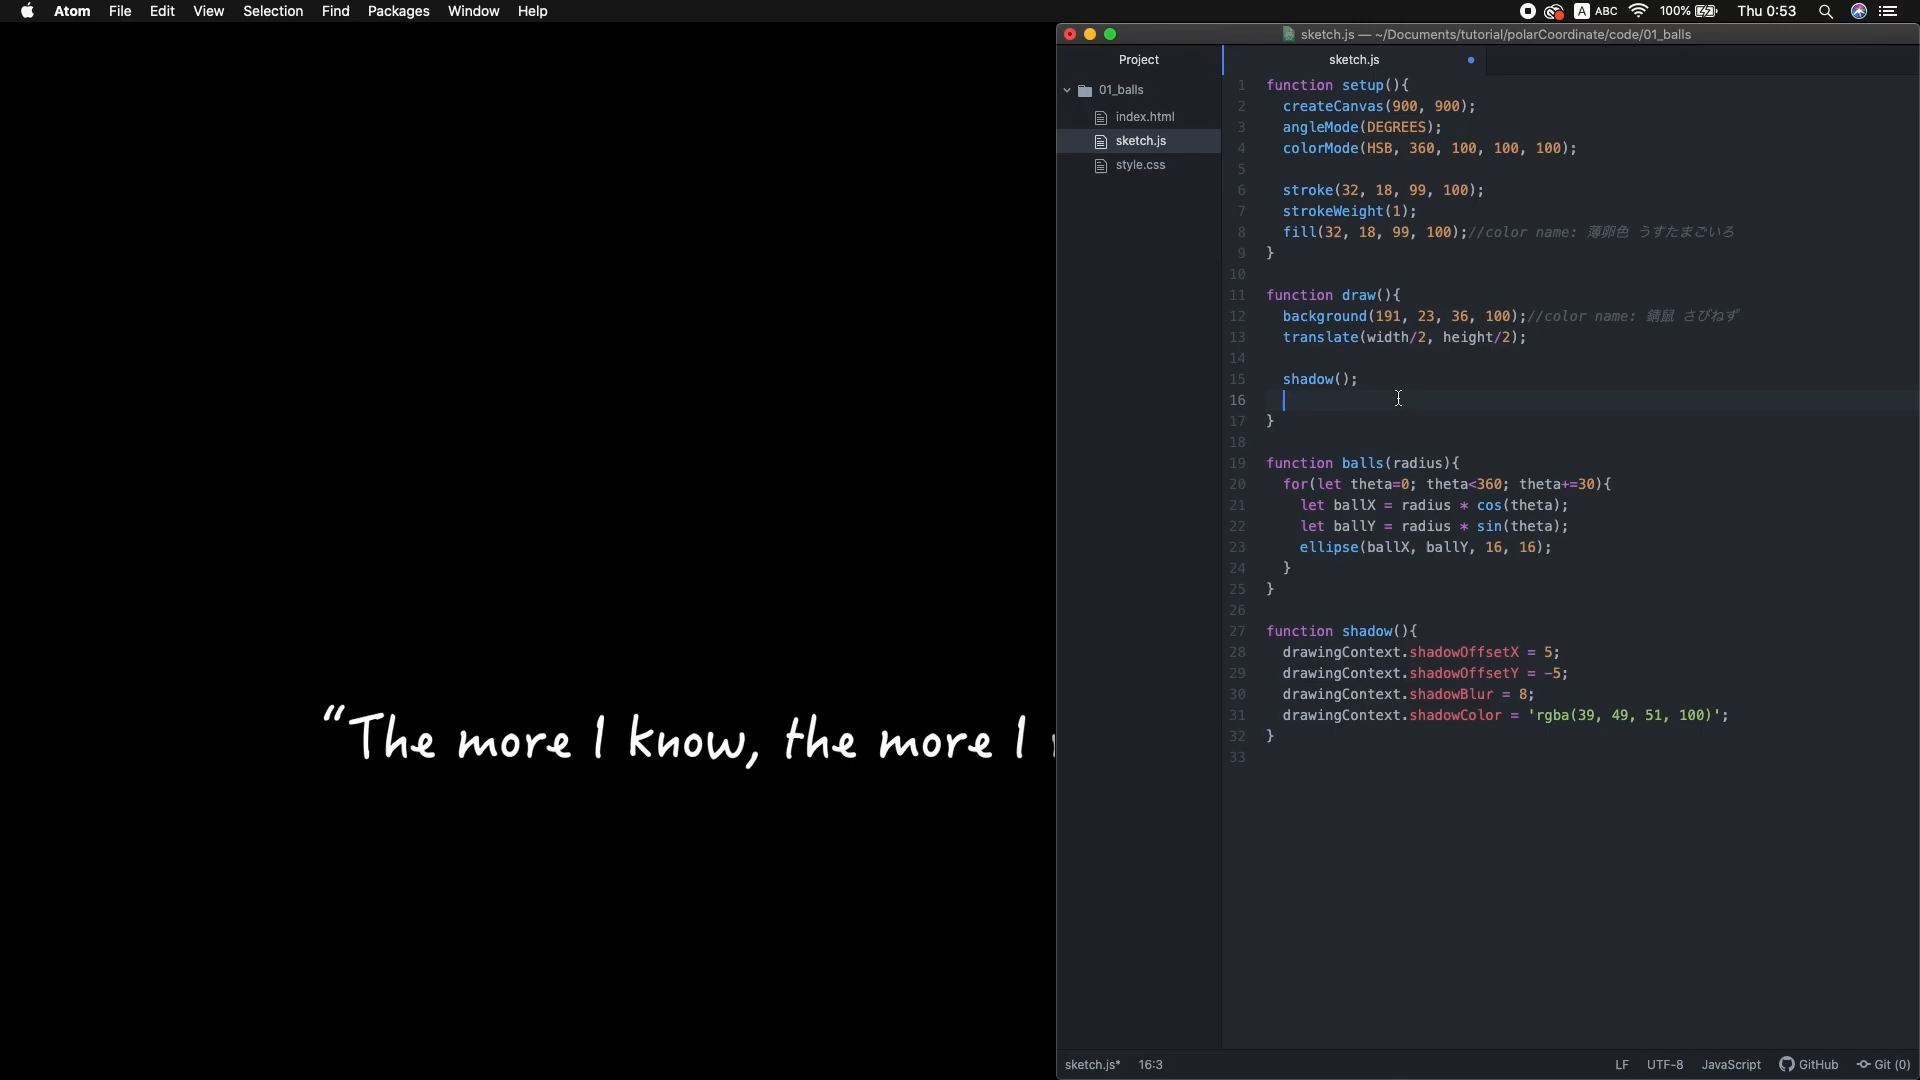 Atom File Edit View Selection Find Packages Window Help
A ABC 100% Thu 0:53
sketch.js — ~/Documents/tutorial/polarCoordinate/code/01_balls
Project
sketch.js
01_balls
index.html
sketch.js
style.css
1 function setup(){
2 createCanvas(900, 900);
3 angleMode(DEGREES);
4 colorMode(HSB, 360, 100, 100, 100);
5
6 stroke(32, 18, 99, 100);
7 strokeWeight(1);
8 fill(32, 18, 99, 100);//color name: 薄卵色 うすたまごいろ
9 }
10
11 function draw(){
12 background(191, 23, 36, 100);//color name: 錆鼠 さびねず
13 translate(width/2, height/2);
14
15 shadow();
16
17 }
18
19 function balls(radius){
20 for(let theta=0; theta<360; theta+=30){
21 let ballX = radius * cos(theta);
22 let ballY = radius * sin(theta);
23 ellipse(ballX, ballY, 16, 16);
24 }
25 }
26
27 function shadow(){
28 drawingContext.shadowOffsetX = 5;
29 drawingContext.shadowOffsetY = -5;
30 drawingContext.shadowBlur = 8;
31 drawingContext.shadowColor = 'rgba(39, 49, 51, 100)';
32 }
33
“The more I know, the more I
sketch.js* 16:3
LF UTF-8 JavaScript GitHub Git (0)